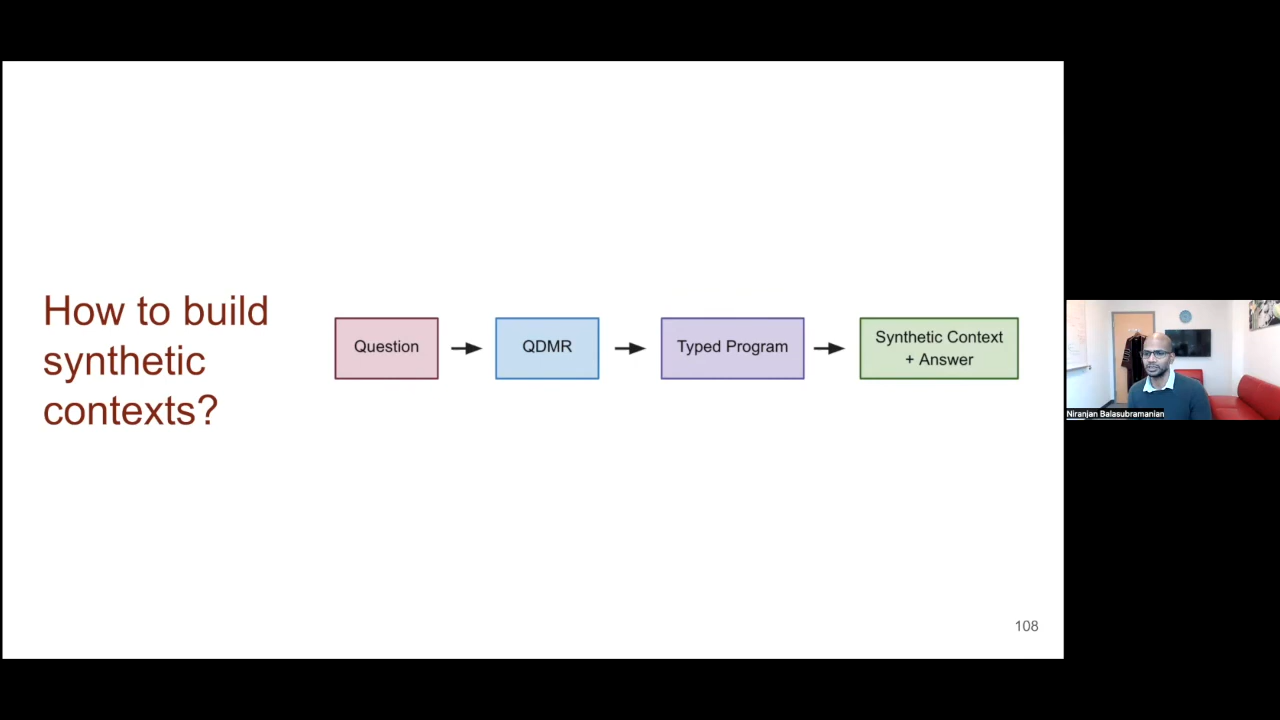 How to build
synthetic
contexts?
Question
QDMR
Typed Program
Synthetic Context
+ Answer
108
Niranjan Balasubramanian